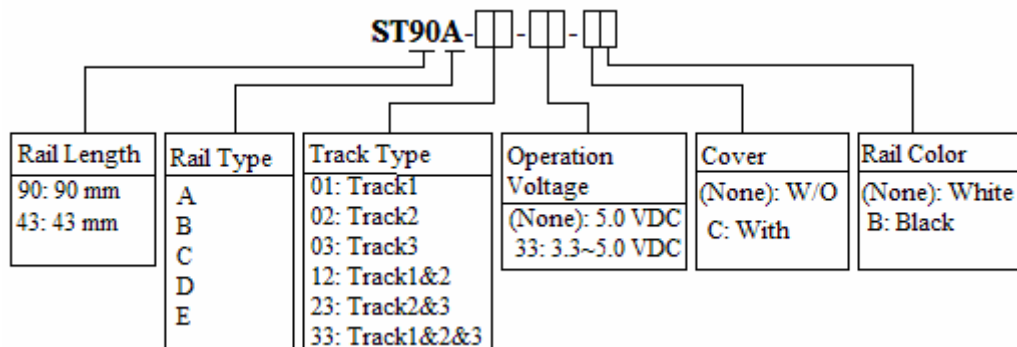 ST90A- - -
Rail Length
90: 90 mm
43: 43 mm
Rail Type
A
B
C
D
E
Track Type
01: Track1
02: Track2
03: Track3
12: Track1&2
23: Track2&3
33: Track1&2&3
Operation
Voltage
(None): 5.0 VDC
33: 3.3~5.0 VDC
Cover
(None): W/O
C: With
Rail Color
(None): White
B: Black